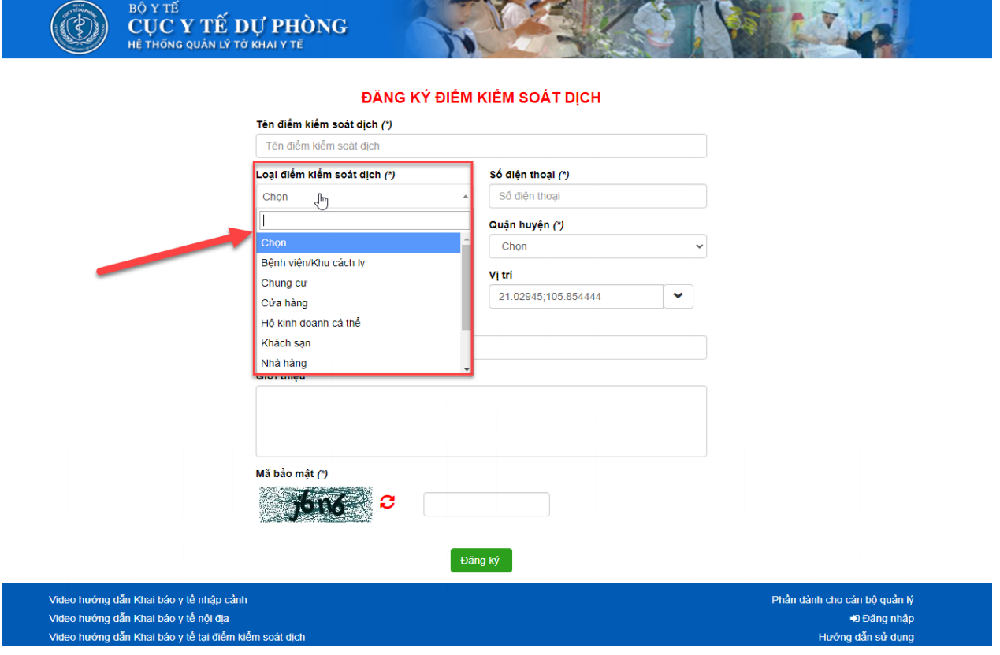 BỘ Y TẾ
CỤC Y TẾ DỰ PHÒNG
HỆ THỐNG QUẢN LÝ TỜ KHAI Y TẾ
ĐĂNG KÝ ĐIỂM KIỂM SOÁT DỊCH
Tên điểm kiểm soát dịch (*)
Tên điểm kiểm soát dịch
Loại điểm kiểm soát dịch (*)
Số điện thoại (*)
Chọn
Số điện thoại
Quận huyện (*)
Chọn
Chọn
Bệnh viện/Khu cách ly
Chung cư
Cửa hàng
Hộ kinh doanh cá thể
Khách sạn
Nhà hàng
Vị trí
21.02945;105.854444
Giới thiệu
Mã bảo mật (*)
j6n6
Đăng ký
Video hướng dẫn Khai báo y tế nhập cảnh
Phần dành cho cán bộ quản lý
Video hướng dẫn Khai báo y tế nội địa
Đăng nhập
Video hướng dẫn Khai báo y tế tại điểm kiểm soát dịch
Hướng dẫn sử dụng